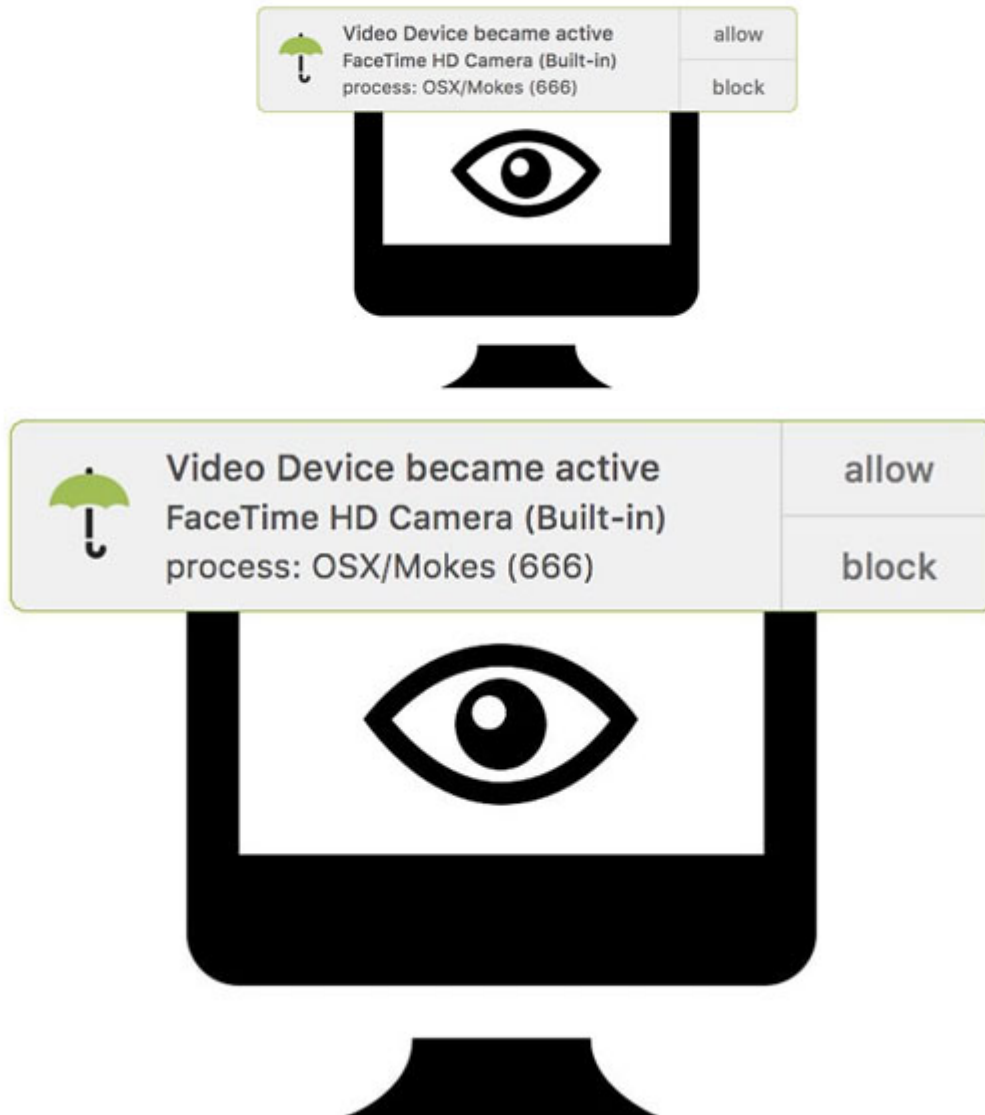 Video Device became active
FaceTime HD Camera (Built-in)
process: OSX/Mokes (666)
allow
block
Video Device became active
FaceTime HD Camera (Built-in)
process: OSX/Mokes (666)
allow
block